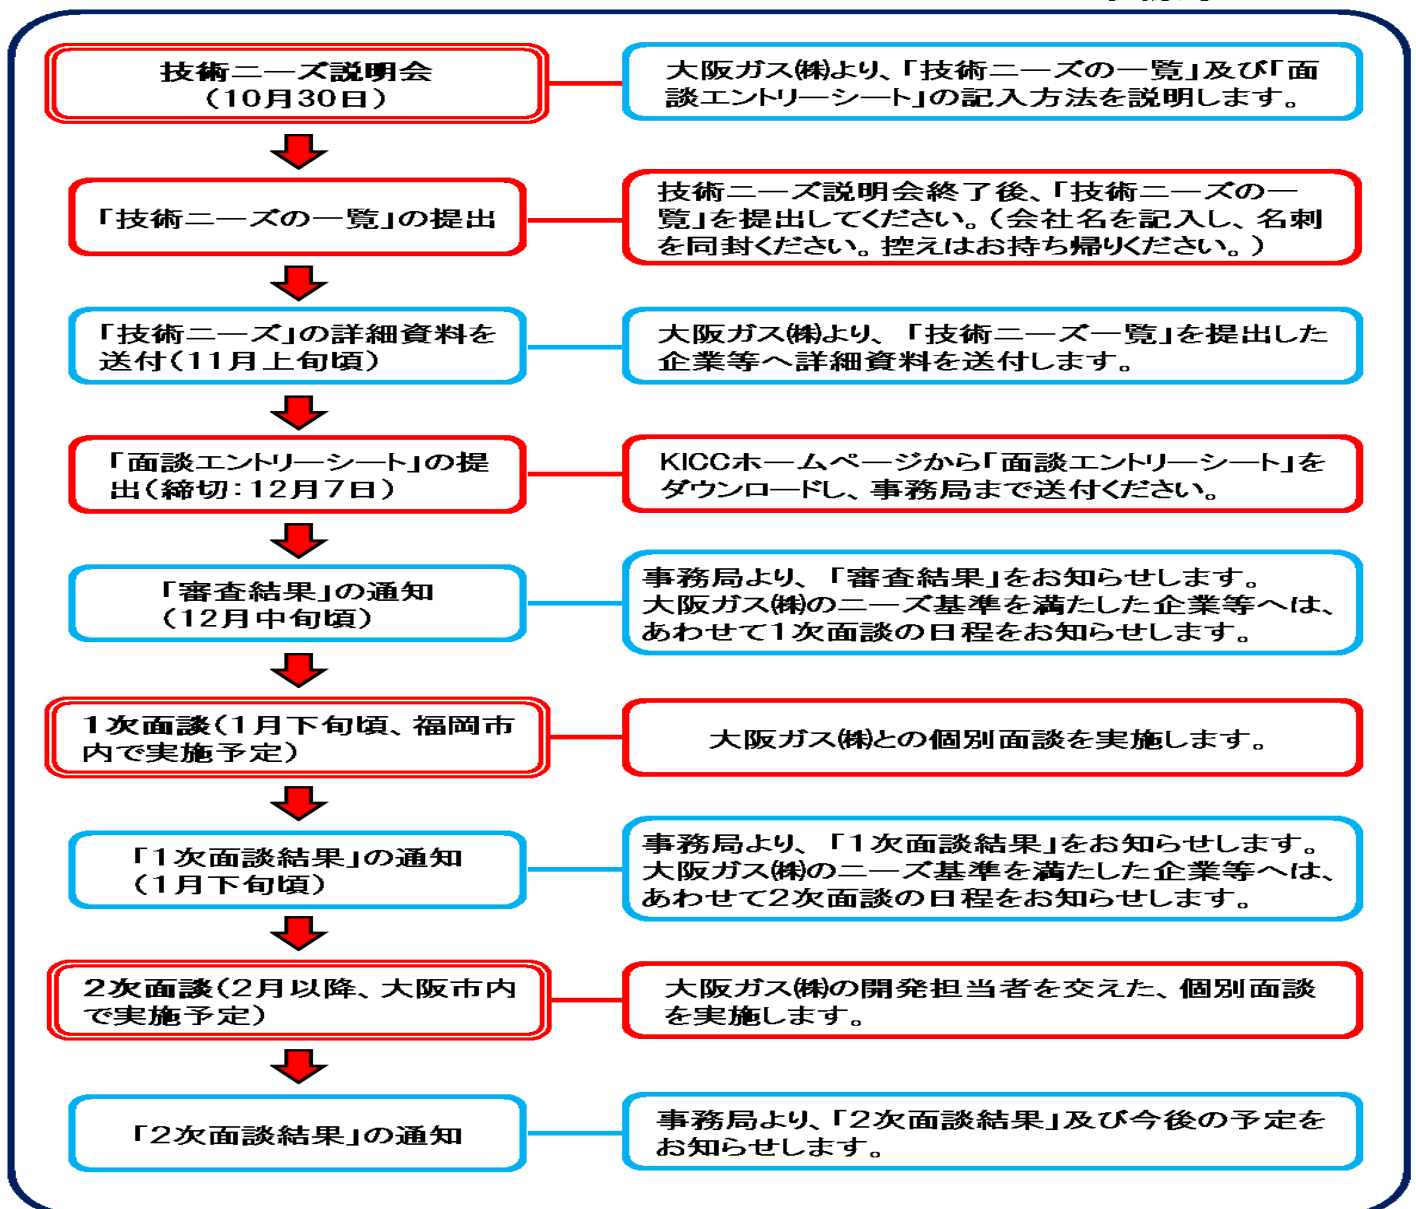 技術ニーズ説明会
（10月30日）
大阪ガス㈱より、「技術ニーズの一覧」及び「面
談エントリーシート」の記入方法を説明します。
「技術ニーズの一覧」の提出
技術ニーズ説明会終了後、「技術ニーズの一
覧」を提出してください。（会社名を記入し、名刺
を同封ください。控えはお持ち帰りください。）
「技術ニーズ」の詳細資料を
送付（11月上旬頃）
大阪ガス㈱より、「技術ニーズ一覧」を提出した
企業等へ詳細資料を送付します。
「面談エントリーシート」の提
出（締切：12月7日）
KICCホームページから「面談エントリーシート」を
ダウンロードし、事務局まで送付ください。
「審査結果」の通知
（12月中旬頃）
事務局より、「審査結果」をお知らせします。
大阪ガス㈱のニーズ基準を満たした企業等へは、
あわせて1次面談の日程をお知らせします。
1次面談（1月下旬頃、福岡市
内で実施予定）
大阪ガス㈱との個別面談を実施します。
「1次面談結果」の通知
（1月下旬頃）
事務局より、「1次面談結果」をお知らせします。
大阪ガス㈱のニーズ基準を満たした企業等へは、
あわせて2次面談の日程をお知らせします。
2次面談（2月以降、大阪市内
で実施予定）
大阪ガス㈱の開発担当者を交えた、個別面談
を実施します。
「2次面談結果」の通知
事務局より、「2次面談結果」及び今後の予定を
お知らせします。